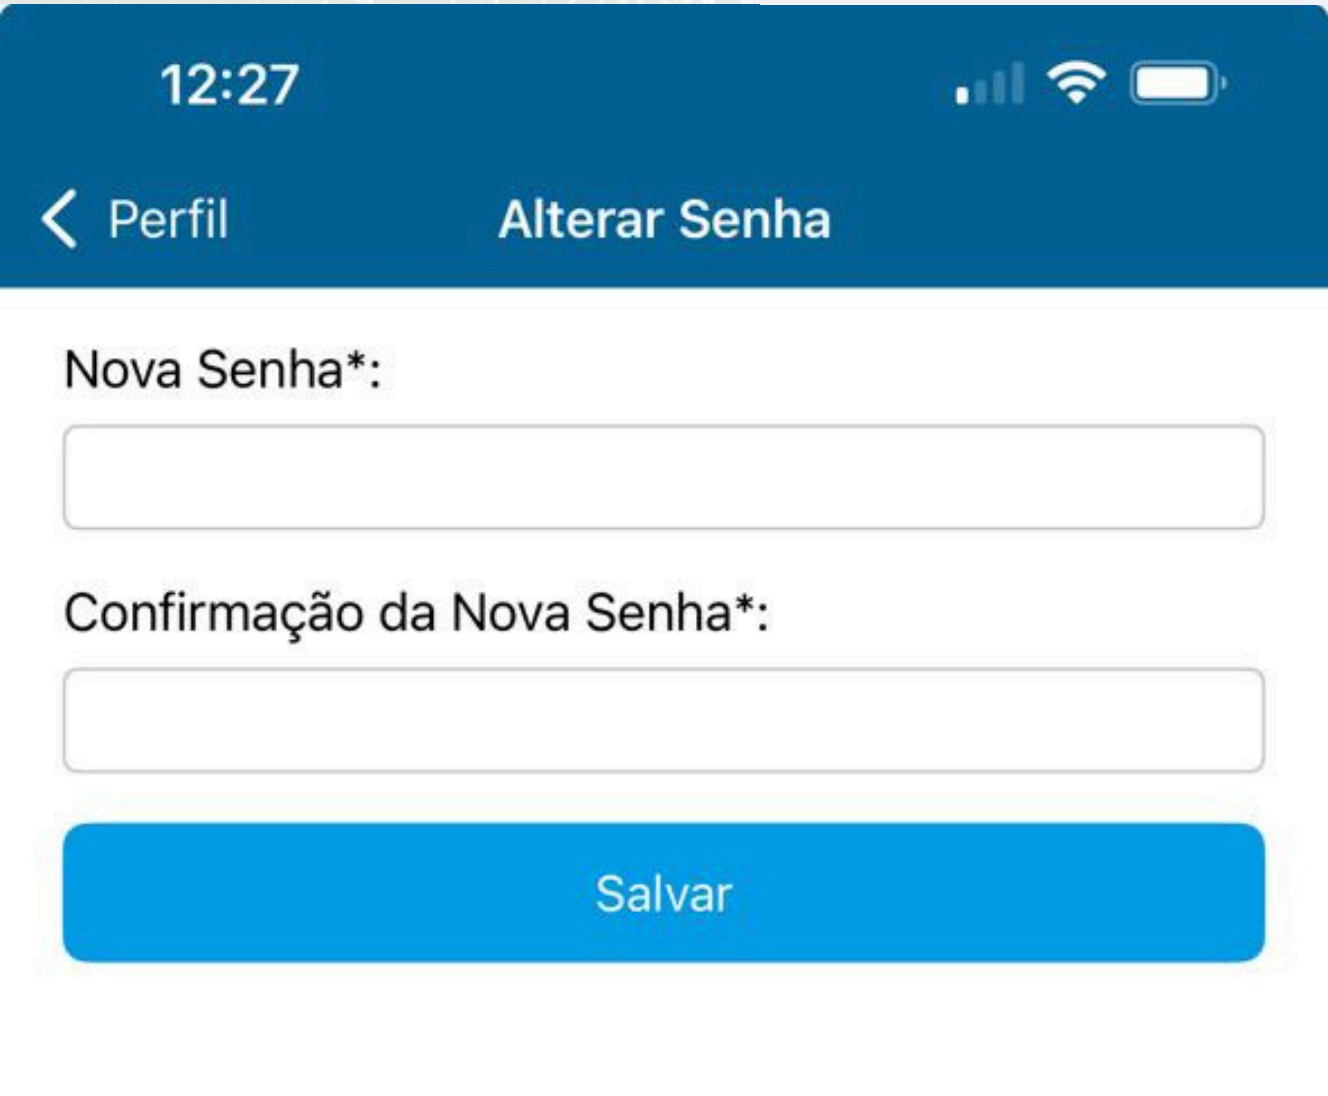 12:27
Perfil
Alterar Senha
Nova Senha*:
Confirmação da Nova Senha*:
Salvar